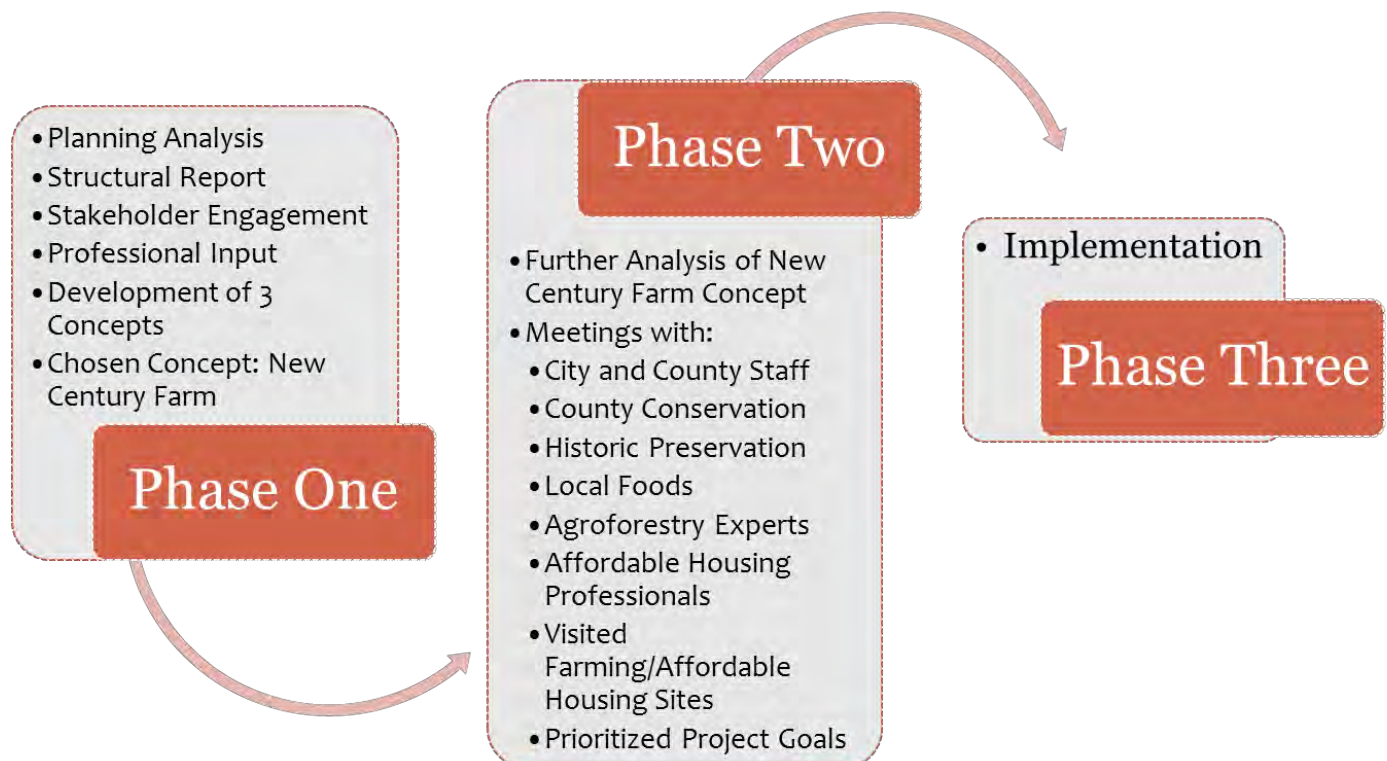 •Planning Analysis
•Structural Report
•Stakeholder Engagement
•Professional Input
•Development of 3
Concepts
•Chosen Concept: New
Century Farm
Phase One
Phase Two
•Further Analysis of New
Century Farm Concept
•Meetings with:
•City and County Staff
•County Conservation
•Historic Preservation
•Local Foods
•Agroforestry Experts
•Affordable Housing
Professionals
•Visited
Farming/Affordable
Housing Sites
•Prioritized Project Goals
• Implementation
Phase Three